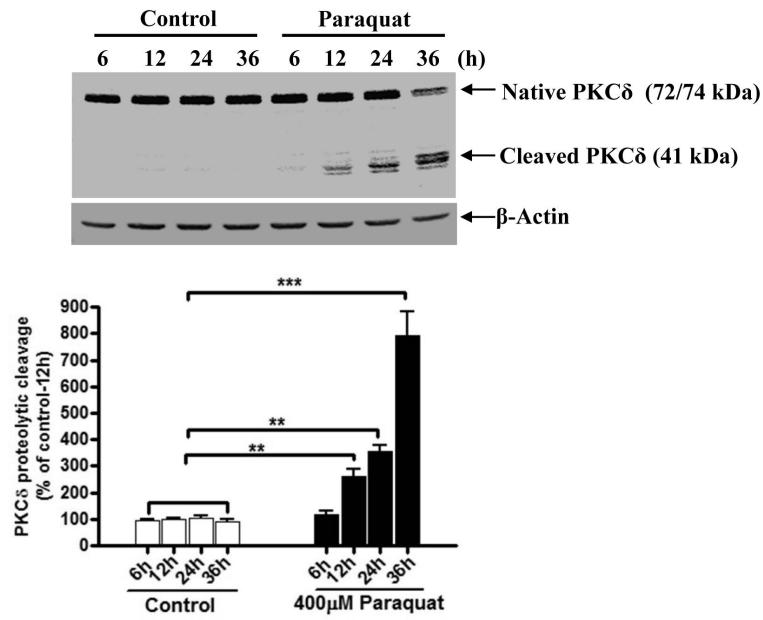 Control Paraquat
6 12 24 36 6 12 24 36 (h)
Native PKCδ (72/74 kDa)
Cleaved PKCδ (41 kDa)
β-Actin
PKCδ proteolytic cleavage
(% of control-12h)
900
800
700
600
500
400
300
200
100
0
***
**
**
6h 12h 24h 36h 6h 12h 24h 36h
Control 400μM Paraquat